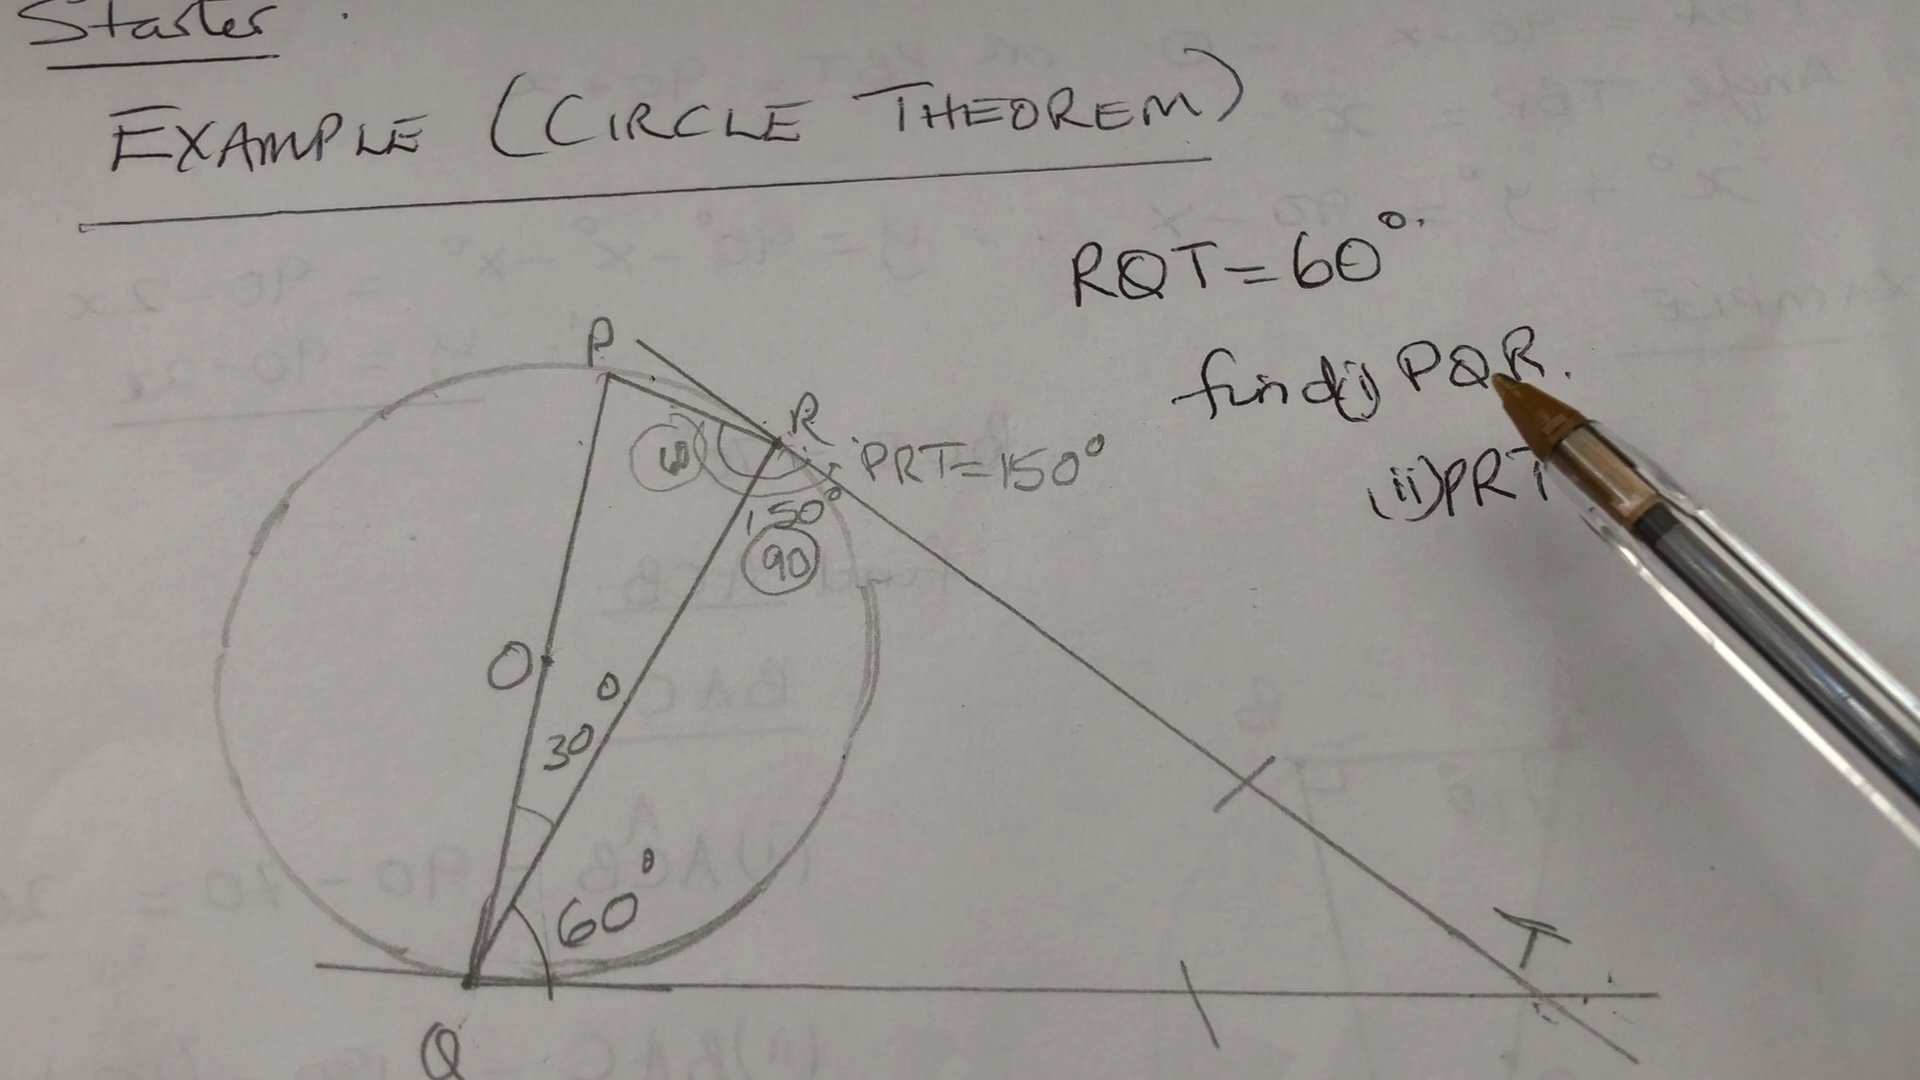 Starter
EXAMPLE (CIRCLE THEOREM)
RQT = 60°
find (i) PQR.
(ii) PRT
P
R
PRT = 150°
60
150°
90
O
30°
60°
T
Q